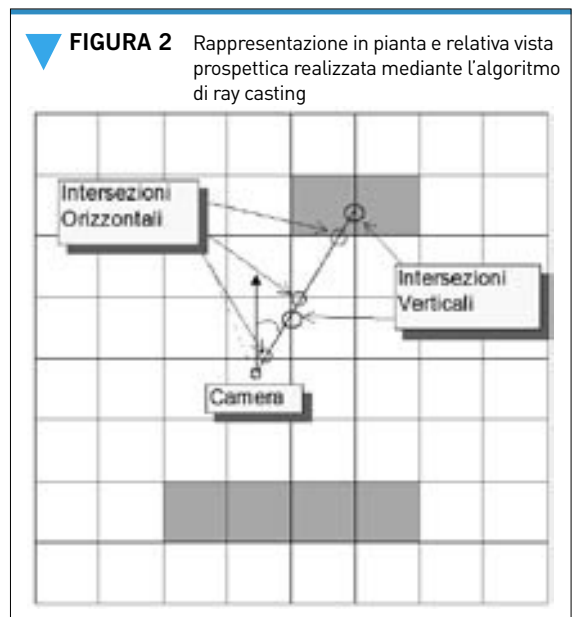 FIGURA 2 Rappresentazione in pianta e relativa vista
prospettica realizzata mediante l'algoritmo
di ray casting
Intersezioni
Orizzontali
Intersezioni
Verticali
Camera